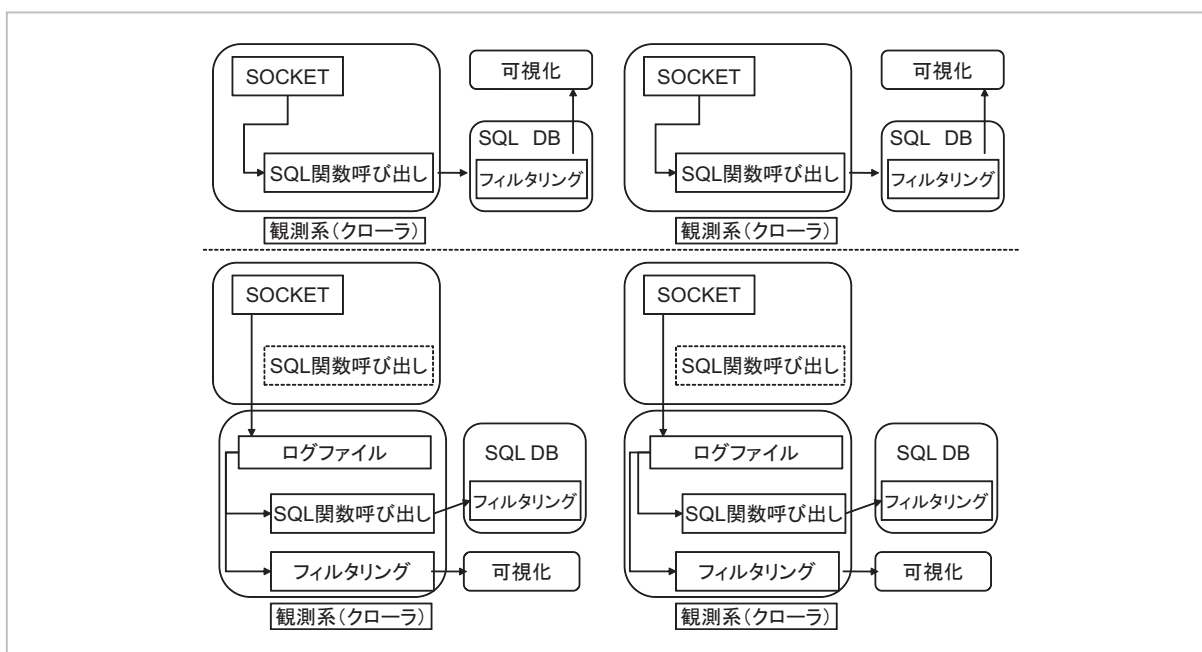 可視化
可視化
SOCKET
SOCKET
SQL DB
SQL DB
SQL関数呼び出し
フィルタリング
SQL関数呼び出し
フィルタリング
観測系(クローラ)
観測系(クローラ)
SOCKET
SOCKET
SQL関数呼び出し
SQL関数呼び出し
ログファイル
SQL DB
ログファイル
SQL DB
SQL関数呼び出し
フィルタリング
SQL関数呼び出し
フィルタリング
フィルタリング
可視化
フィルタリング
可視化
観測系(クローラ)
観測系(クローラ)